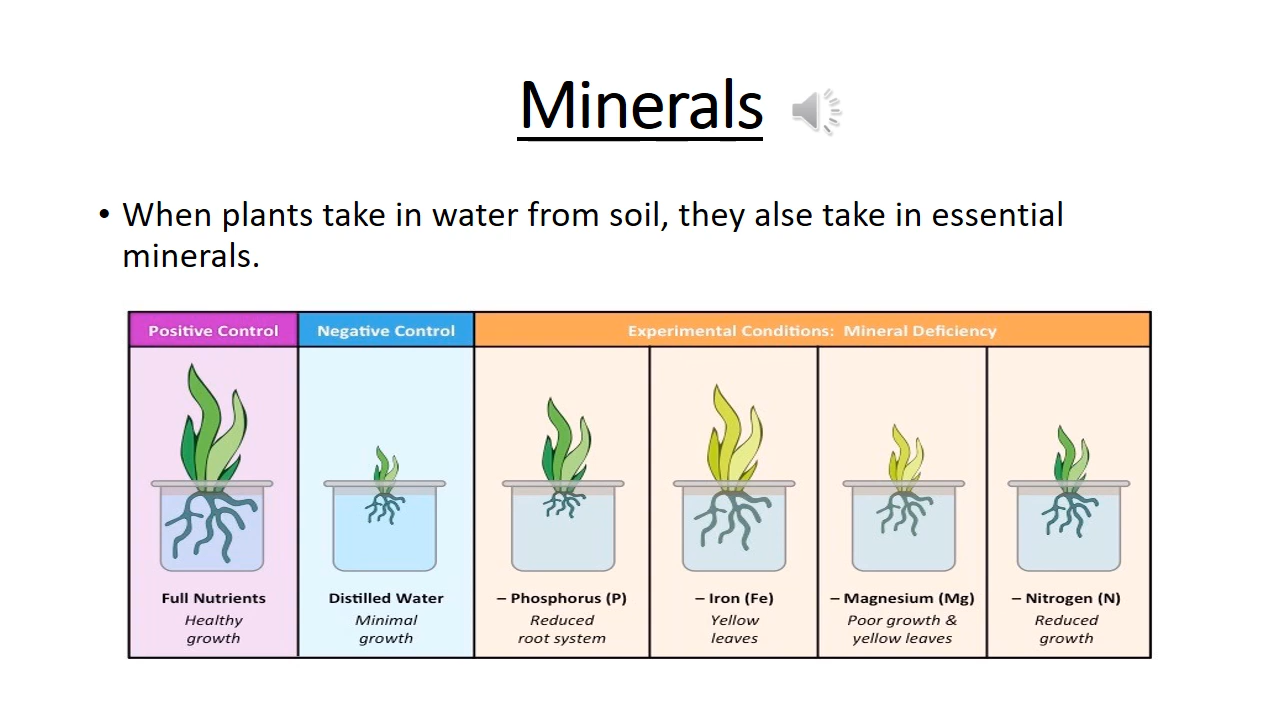 Minerals
• When plants take in water from soil, they alse take in essential
minerals.
Positive Control
Negative Control
Experimental Conditions: Mineral Deficiency
Full Nutrients
Healthy
growth
Distilled Water
Minimal
growth
– Phosphorus (P)
Reduced
root system
– Iron (Fe)
Yellow
leaves
– Magnesium (Mg)
Poor growth &
yellow leaves
– Nitrogen (N)
Reduced
growth